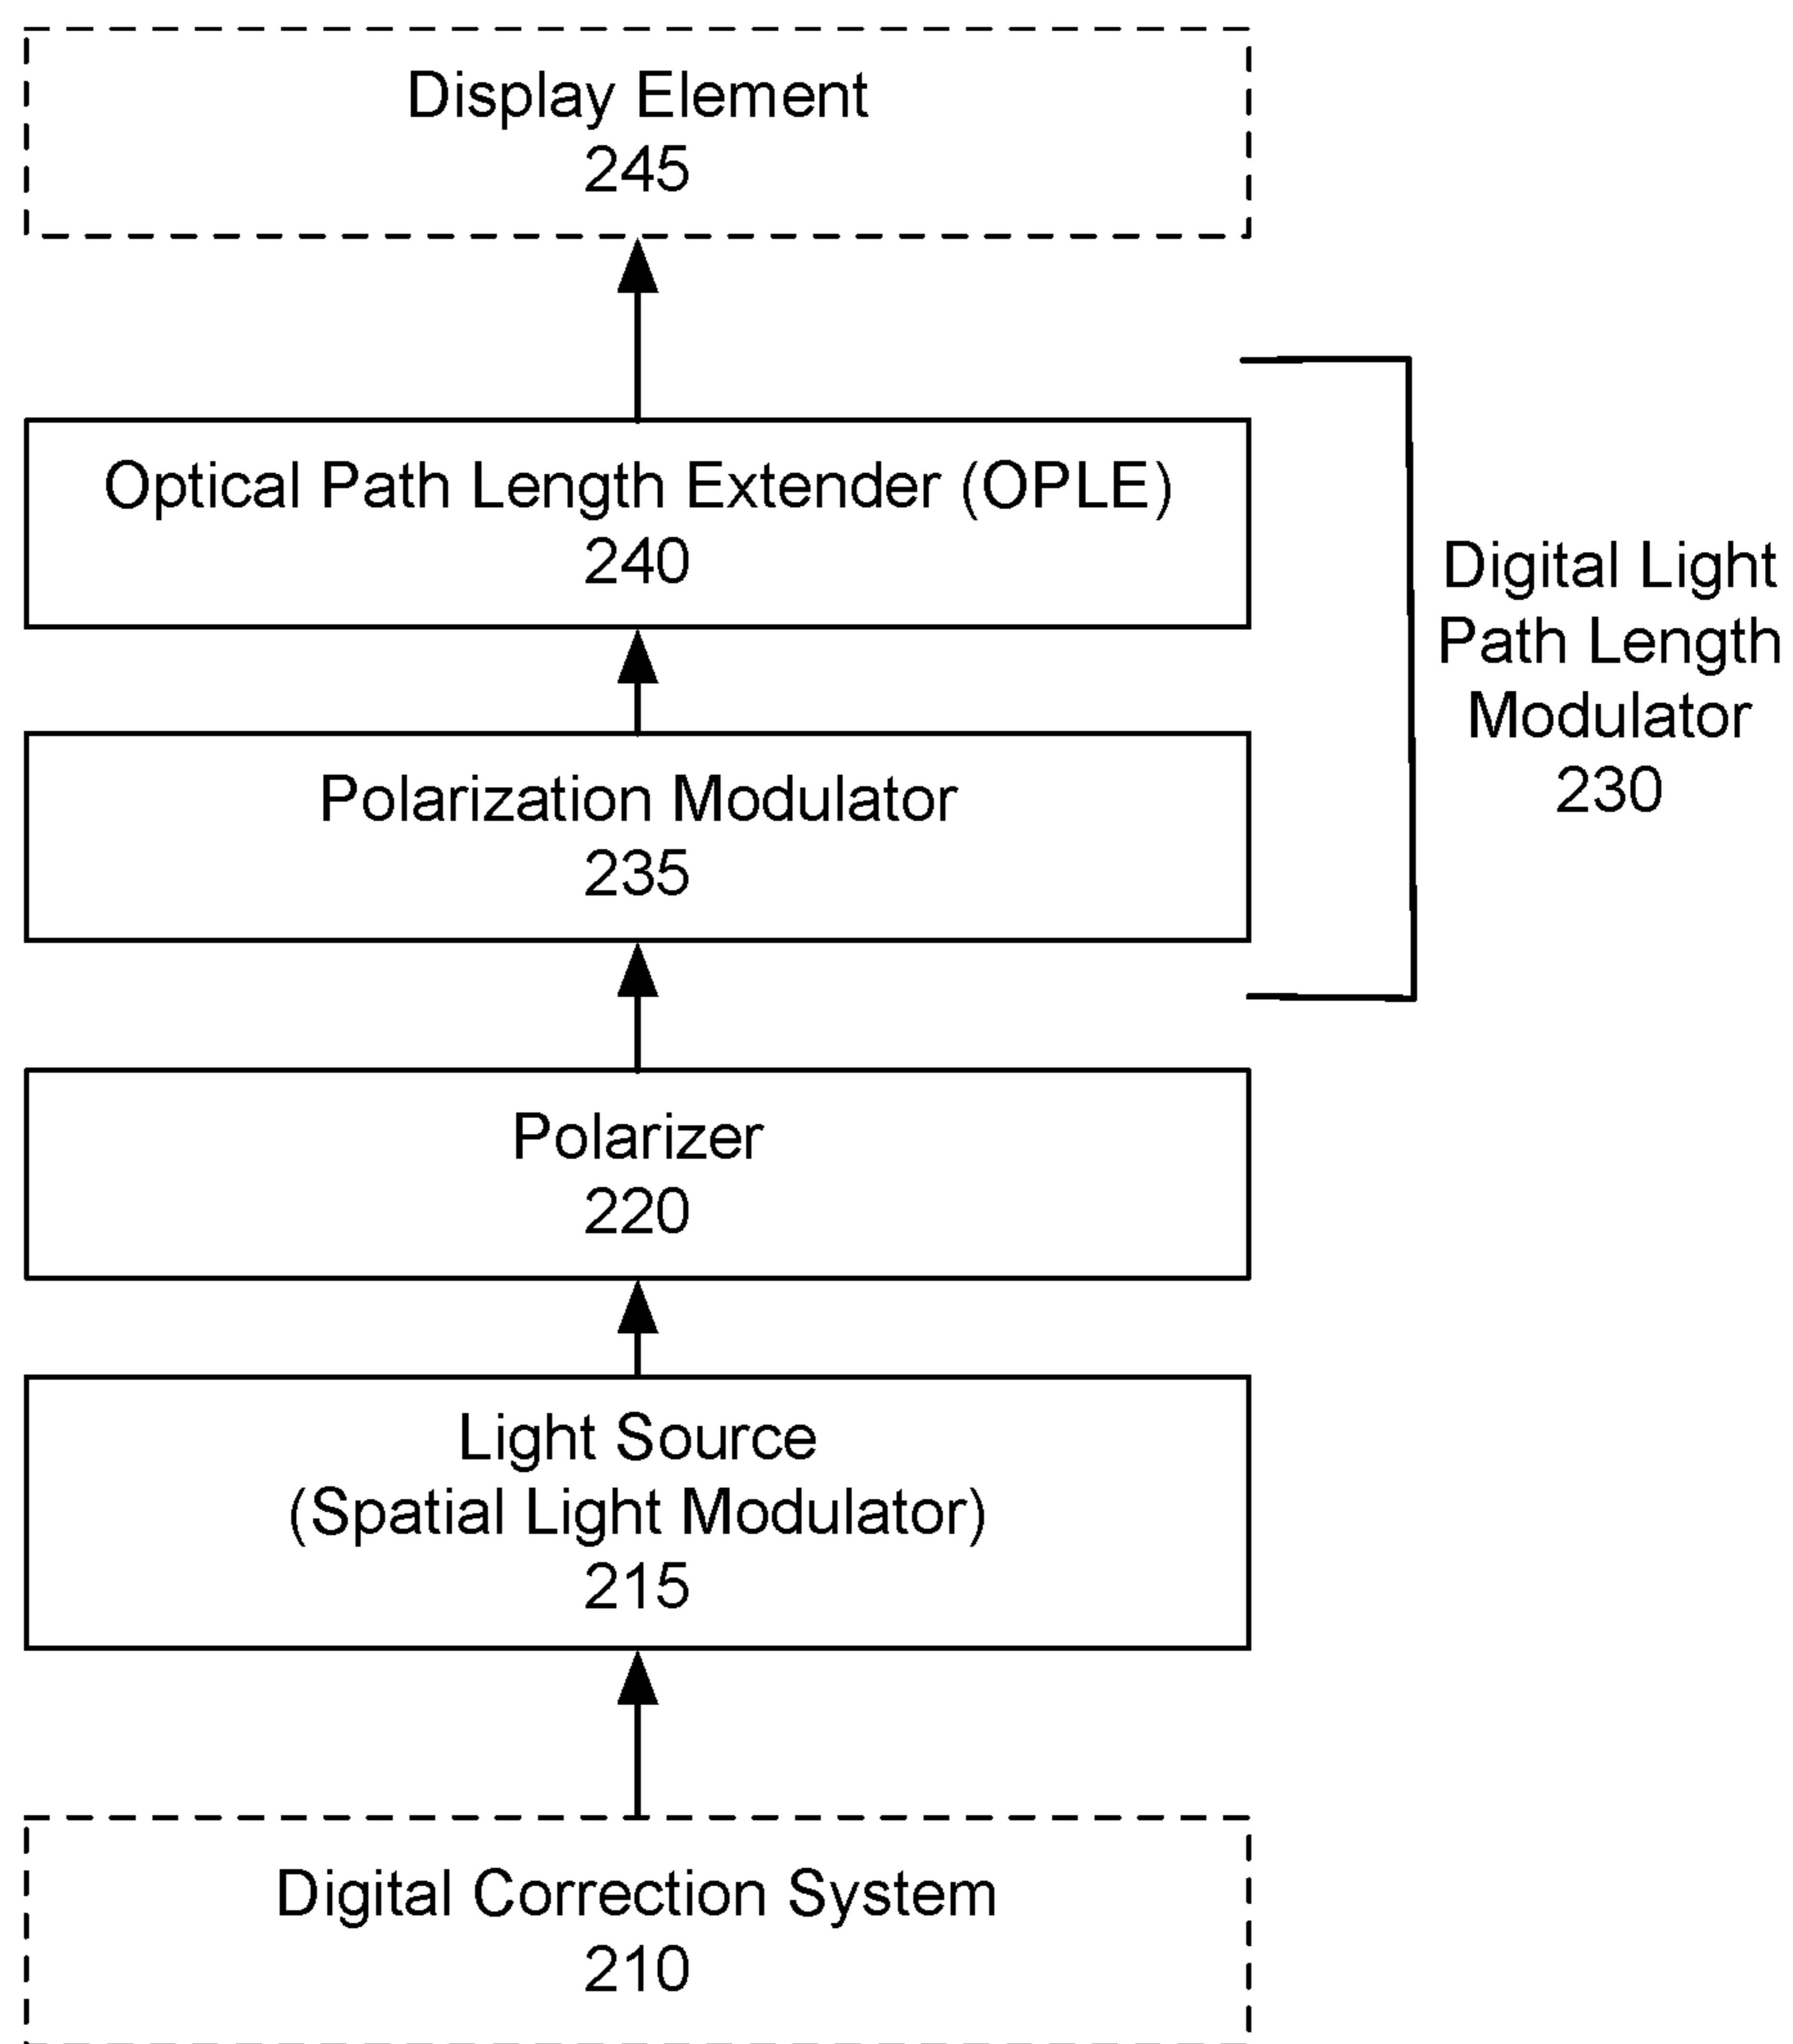 Display Element
245
Optical Path Length Extender (OPLE)
240
Digital Light
Path Length
Modulator
230
Polarization Modulator
235
Polarizer
220
Light Source
(Spatial Light Modulator)
215
Digital Correction System
210